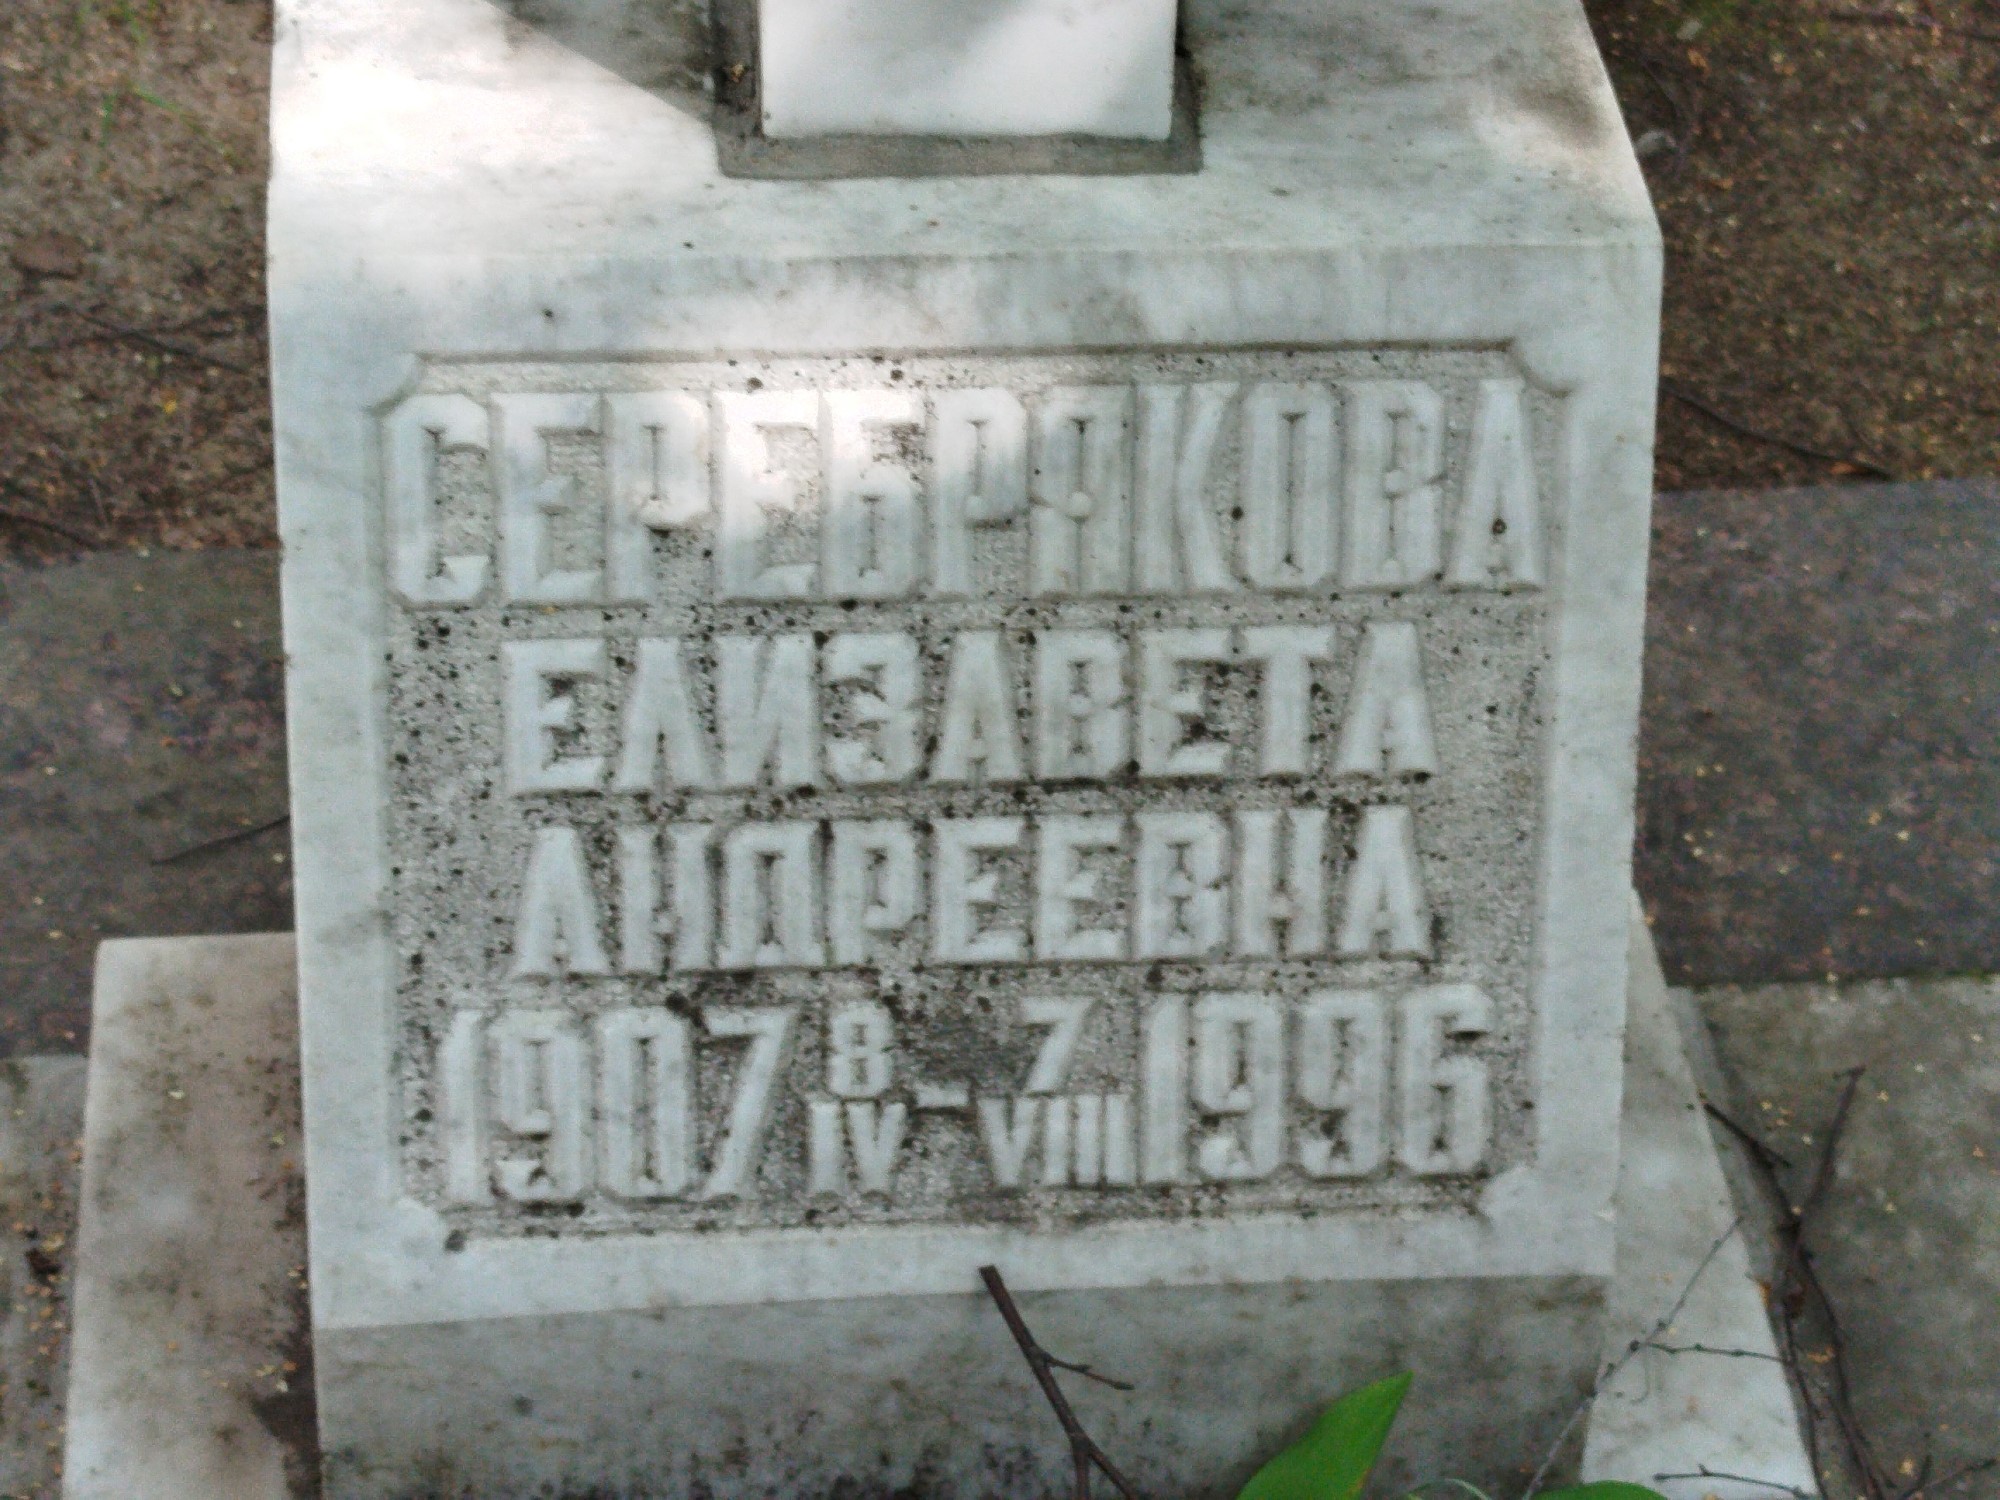 СЕРЕБРЯКОВА
ЕЛИЗАВЕТА
АНДРЕЕВНА
1907 8/IV - 7/VIII 1996